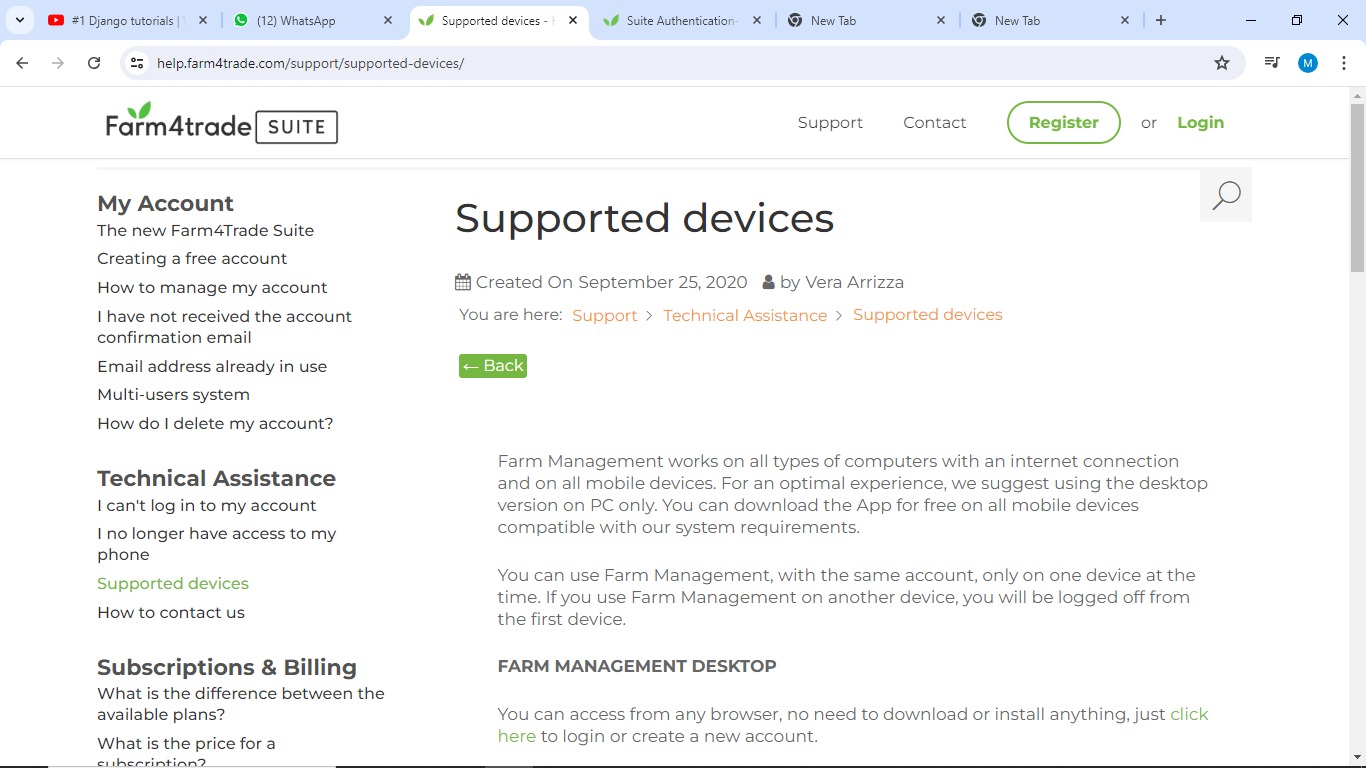 #1 Django tutorials |
(12) WhatsApp
Supported devices -
Suite Authentication
New Tab
New Tab
help.farm4trade.com/support/supported-devices/
M
Farm4trade SUITE
Support
Contact
Register
or
Login
My Account
The new Farm4Trade Suite
Creating a free account
How to manage my account
I have not received the account
confirmation email
Email address already in use
Multi-users system
How do I delete my account?
Technical Assistance
I can't log in to my account
I no longer have access to my
phone
Supported devices
How to contact us
Subscriptions & Billing
What is the difference between the
available plans?
What is the price for a
subscription?
Supported devices
Created On September 25, 2020 by Vera Arrizza
You are here: Support > Technical Assistance > Supported devices
← Back
Farm Management works on all types of computers with an internet connection
and on all mobile devices. For an optimal experience, we suggest using the desktop
version on PC only. You can download the App for free on all mobile devices
compatible with our system requirements.
You can use Farm Management, with the same account, only on one device at the
time. If you use Farm Management on another device, you will be logged off from
the first device.
FARM MANAGEMENT DESKTOP
You can access from any browser, no need to download or install anything, just click
here to login or create a new account.